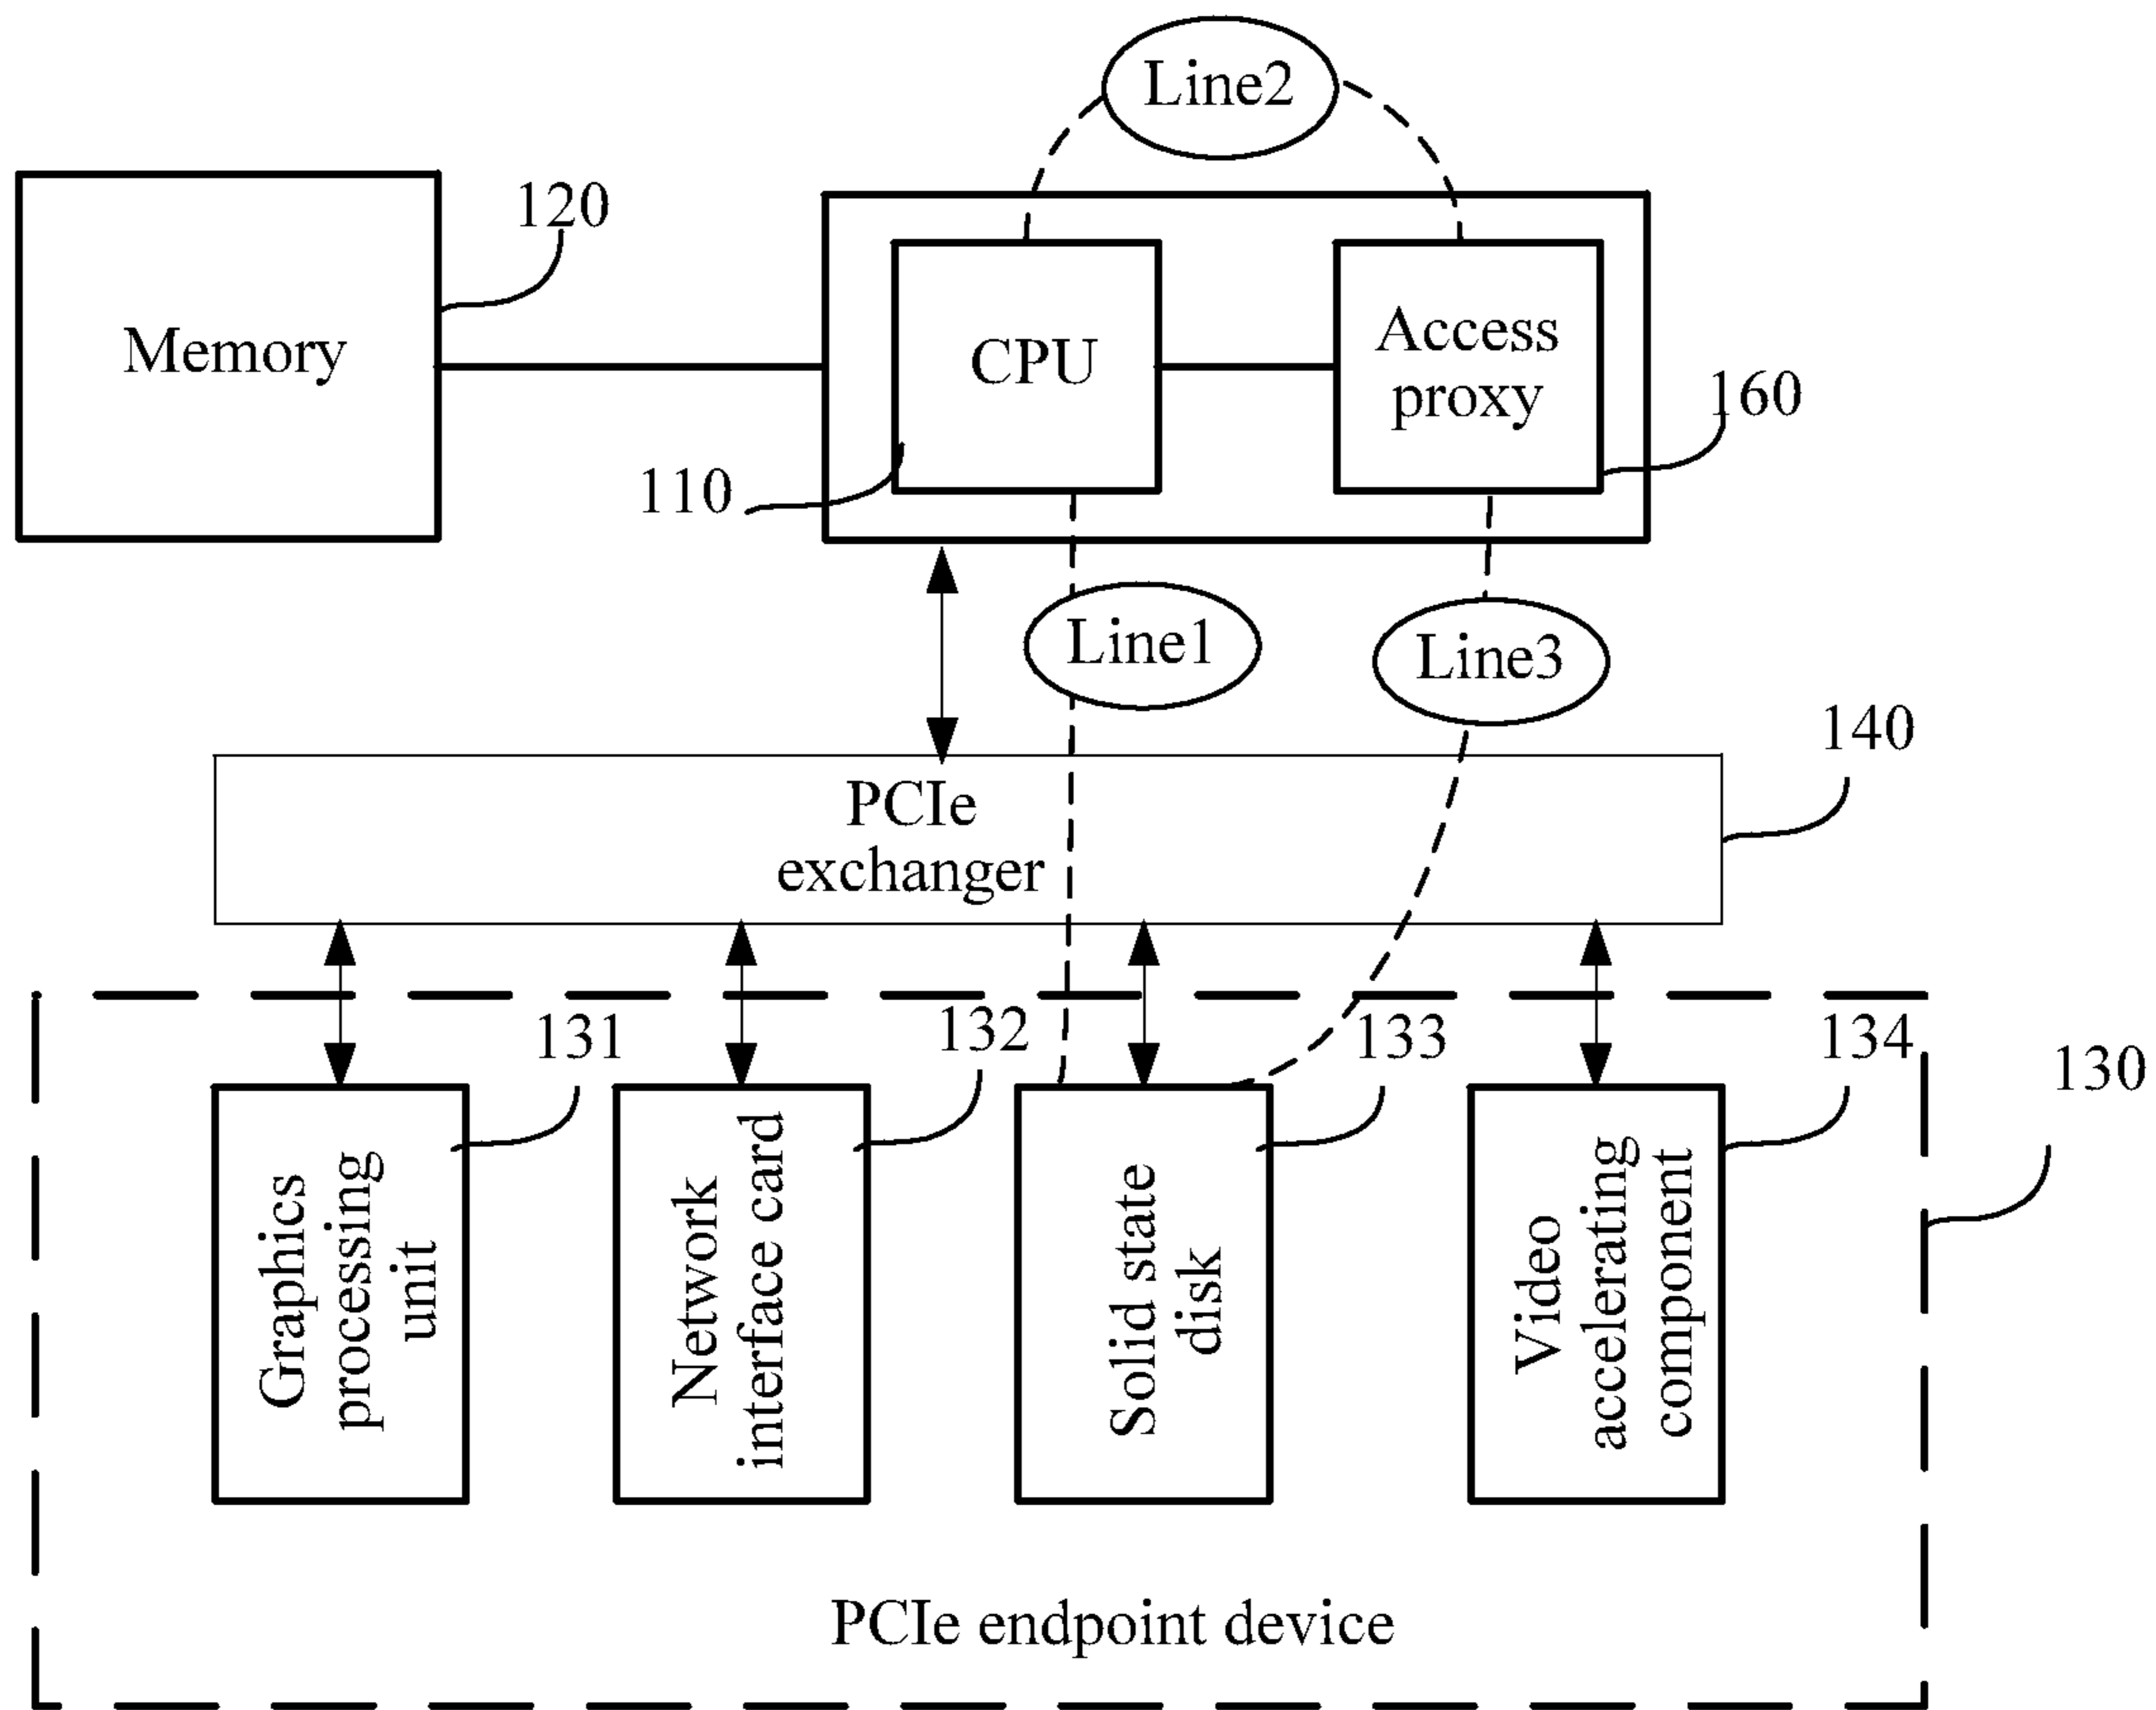 Line2
120
Memory
CPU
Access
proxy
160
110
Line1
Line3
140
PCIe
exchanger
131
132
133
134
130
Graphics
processing
unit
Network
interface card
Solid state
disk
Video
accelerating
component
PCIe endpoint device